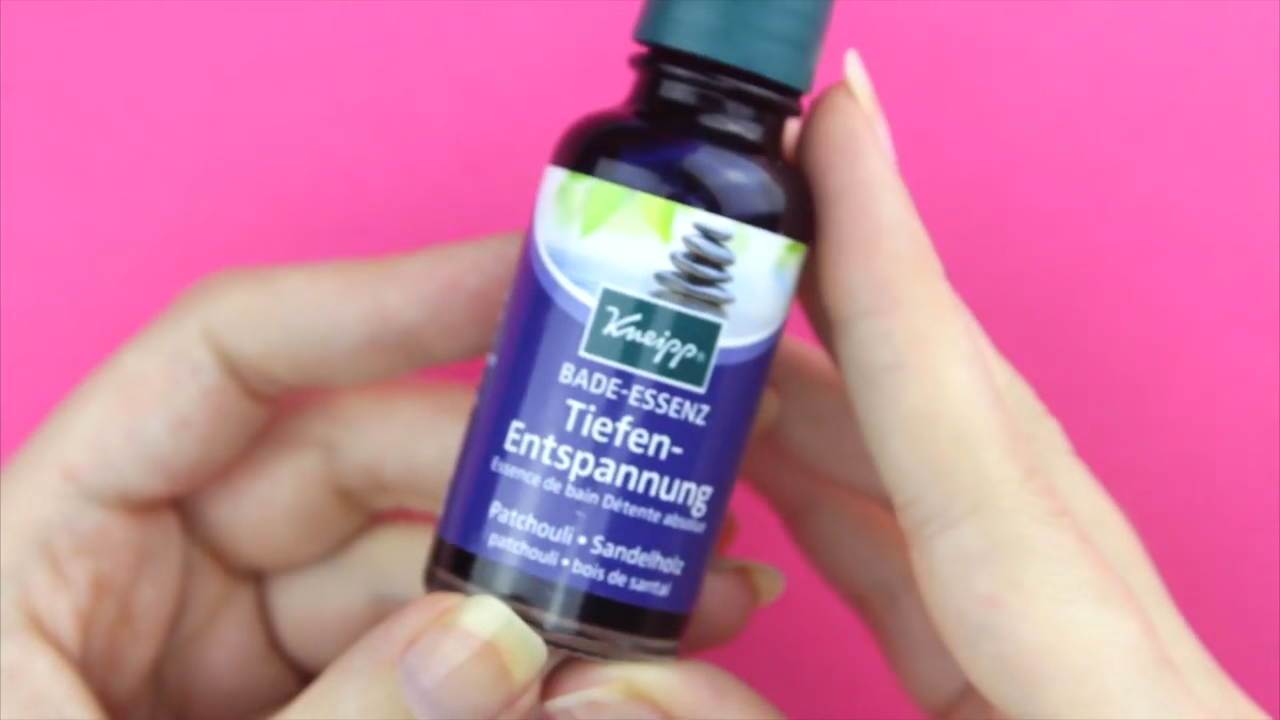 Kneipp®
BADE-ESSENZ
Tiefen-
Entspannung
Essence de bain Détente absolue
Patchouli • Sandelholz
patchouli • bois de santal